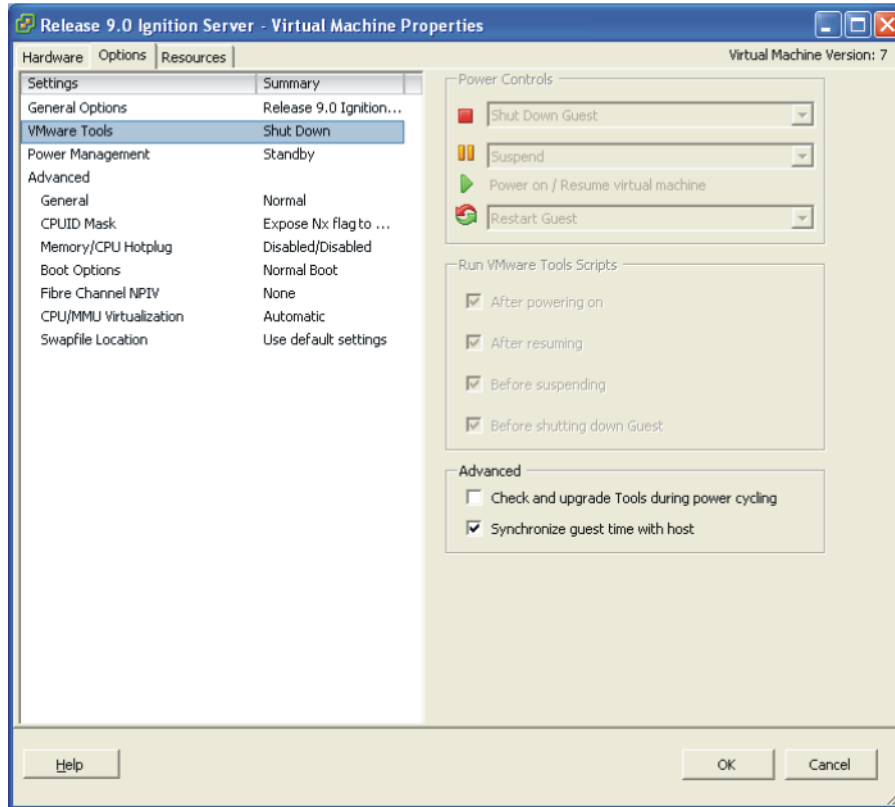 Release 9.0 Ignition Server - Virtual Machine Properties
Hardware Options Resources Virtual Machine Version: 7
Settings Summary
General Options Release 9.0 Ignition...
VMware Tools Shut Down
Power Management Standby
Advanced
General Normal
CPUID Mask Expose Nx flag to ...
Memory/CPU Hotplug Disabled/Disabled
Boot Options Normal Boot
Fibre Channel NPIV None
CPU/MMU Virtualization Automatic
Swapfile Location Use default settings
Power Controls
Shut Down Guest
Suspend
Power on / Resume virtual machine
Restart Guest
Run VMware Tools Scripts
After powering on
After resuming
Before suspending
Before shutting down Guest
Advanced
Check and upgrade Tools during power cycling
Synchronize guest time with host
Help OK Cancel